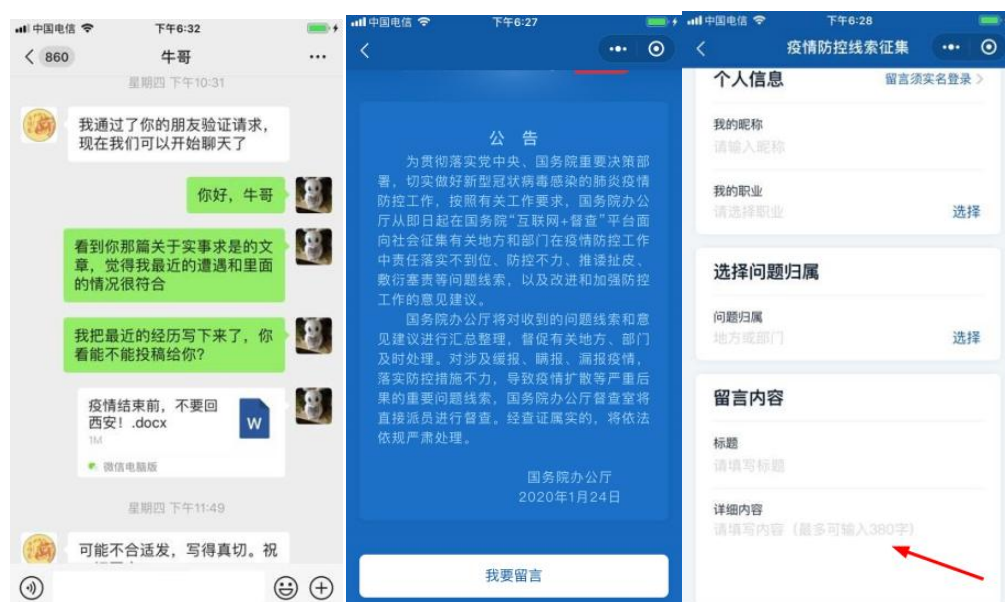 中国电信
下午6:32
860
牛哥
星期四 下午10:31
我通过了你的朋友验证请求,
现在我们可以开始聊天了
你好，牛哥
看到你那篇关于实事求是的文
章，觉得我最近的遭遇和里面
的情况很符合
我把最近的经历写下来了，你
看能不能投稿给你?
疫情结束前，不要回
西安！.docx
W
1M
微信电脑版
星期四 下午11:49
可能不合适发，写得真切。祝
中国电信
下午6:27
公 告
为贯彻落实党中央、国务院重要决策部
署，切实做好新型冠状病毒感染的肺炎疫情
防控工作，按照有关工作要求，国务院办公
厅从即日起在国务院“互联网+督查”平台面
向社会征集有关地方和部门在疫情防控工作
中责任落实不到位、防控不力、推诿扯皮、
敷衍塞责等问题线索，以及改进和加强防控
工作的意见建议。
国务院办公厅将对收到的问题线索和意
见建议进行汇总整理，督促有关地方、部门
及时处理。对涉及缓报、瞒报、漏报疫情，
落实防控措施不力，导致疫情扩散等严重后
果的重要问题线索，国务院办公厅督查室将
直接派员进行督查。经查证属实的，将依法
依规严肃处理。
国务院办公厅
2020年1月24日
我要留言
中国电信
下午6:28
疫情防控线索征集
个人信息
留言须实名登录
我的昵称
请输入昵称
我的职业
请选择职业
选择
选择问题归属
问题归属
地方或部门
选择
留言内容
标题
请填写标题
详细内容
请填写内容（最多可输入380字）